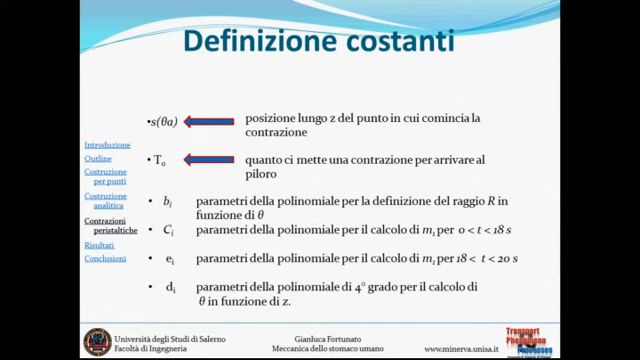 Definizione costanti
•s(θa)
posizione lungo z del punto in cui comincia la
contrazione
• T₀
quanto ci mette una contrazione per arrivare al
piloro
Introduzione
Outline
Costruzione
per punti
Costruzione
analitica
Contrazioni
peristaltiche
Risultati
Conclusioni
• bᵢ parametri della polinomiale per la definizione del raggio R in
funzione di θ
• Cᵢ parametri della polinomiale per il calcolo di mᵢ per 0 < t < 18 s
• eᵢ parametri della polinomiale per il calcolo di mᵢ per 18 < t < 20 s
• dᵢ parametri della polinomiale di 4° grado per il calcolo di
θ in funzione di z.
Università degli Studi di Salerno
Facoltà di Ingegneria
Gianluca Fortunato
Meccanica dello stomaco umano
www.minerva.unisa.it
Transport
Phenomena
Processes